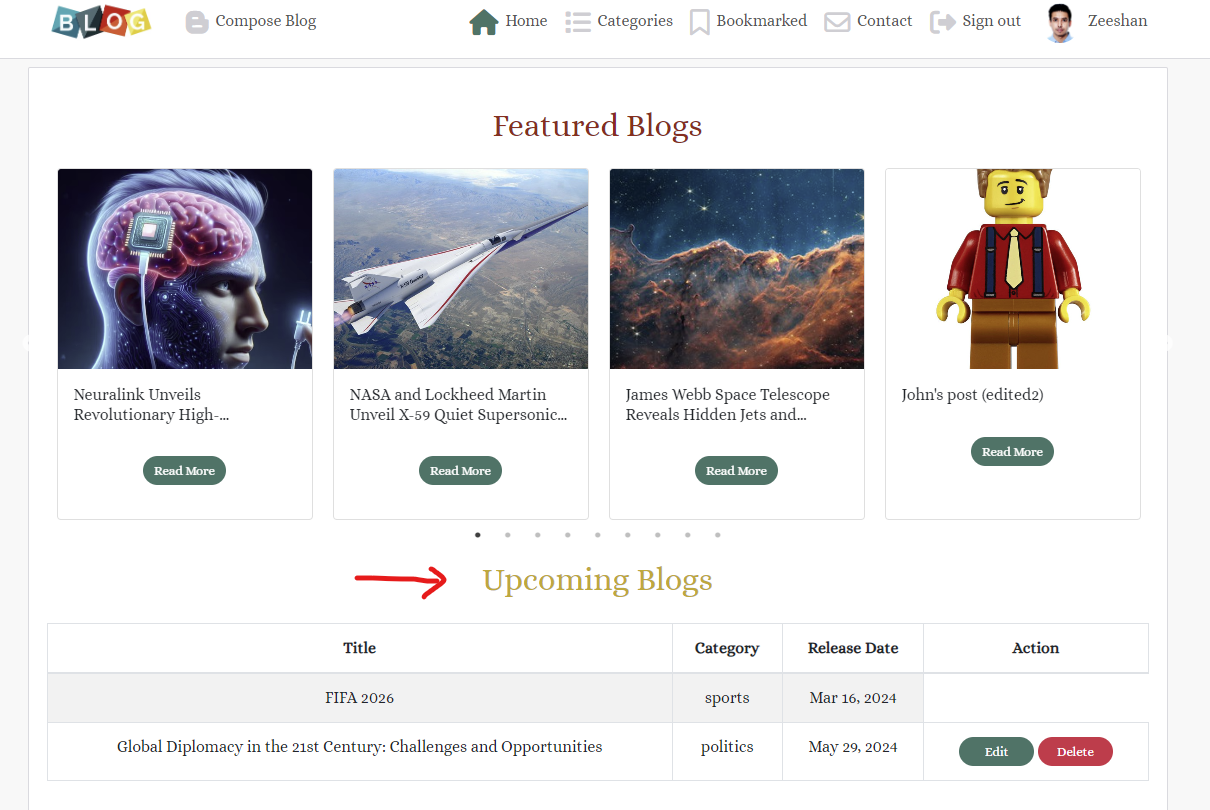 BLOG
Compose Blog
Home
Categories
Bookmarked
Contact
Sign out
Zeeshan
Featured Blogs
Neuralink Unveils
Revolutionary High-...
Read More
NASA and Lockheed Martin
Unveil X-59 Quiet Supersonic...
Read More
James Webb Space Telescope
Reveals Hidden Jets and...
Read More
John's post (edited2)
Read More
Upcoming Blogs
Title Category Release Date Action
FIFA 2026 sports Mar 16, 2024
Global Diplomacy in the 21st Century: Challenges and Opportunities politics May 29, 2024 Edit Delete